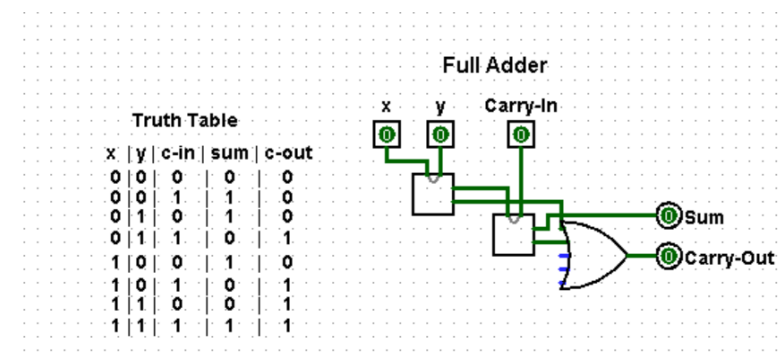 Full Adder
x y Carry-In
0 0 0
Truth Table
x | y | c-in | sum | c-out
0 | 0 | 0 | 0 | 0
0 | 0 | 1 | 1 | 0
0 | 1 | 0 | 1 | 0
0 | 1 | 1 | 0 | 1
1 | 0 | 0 | 1 | 0
1 | 0 | 1 | 0 | 1
1 | 1 | 0 | 0 | 1
1 | 1 | 1 | 1 | 1
0 Sum
0 Carry-Out